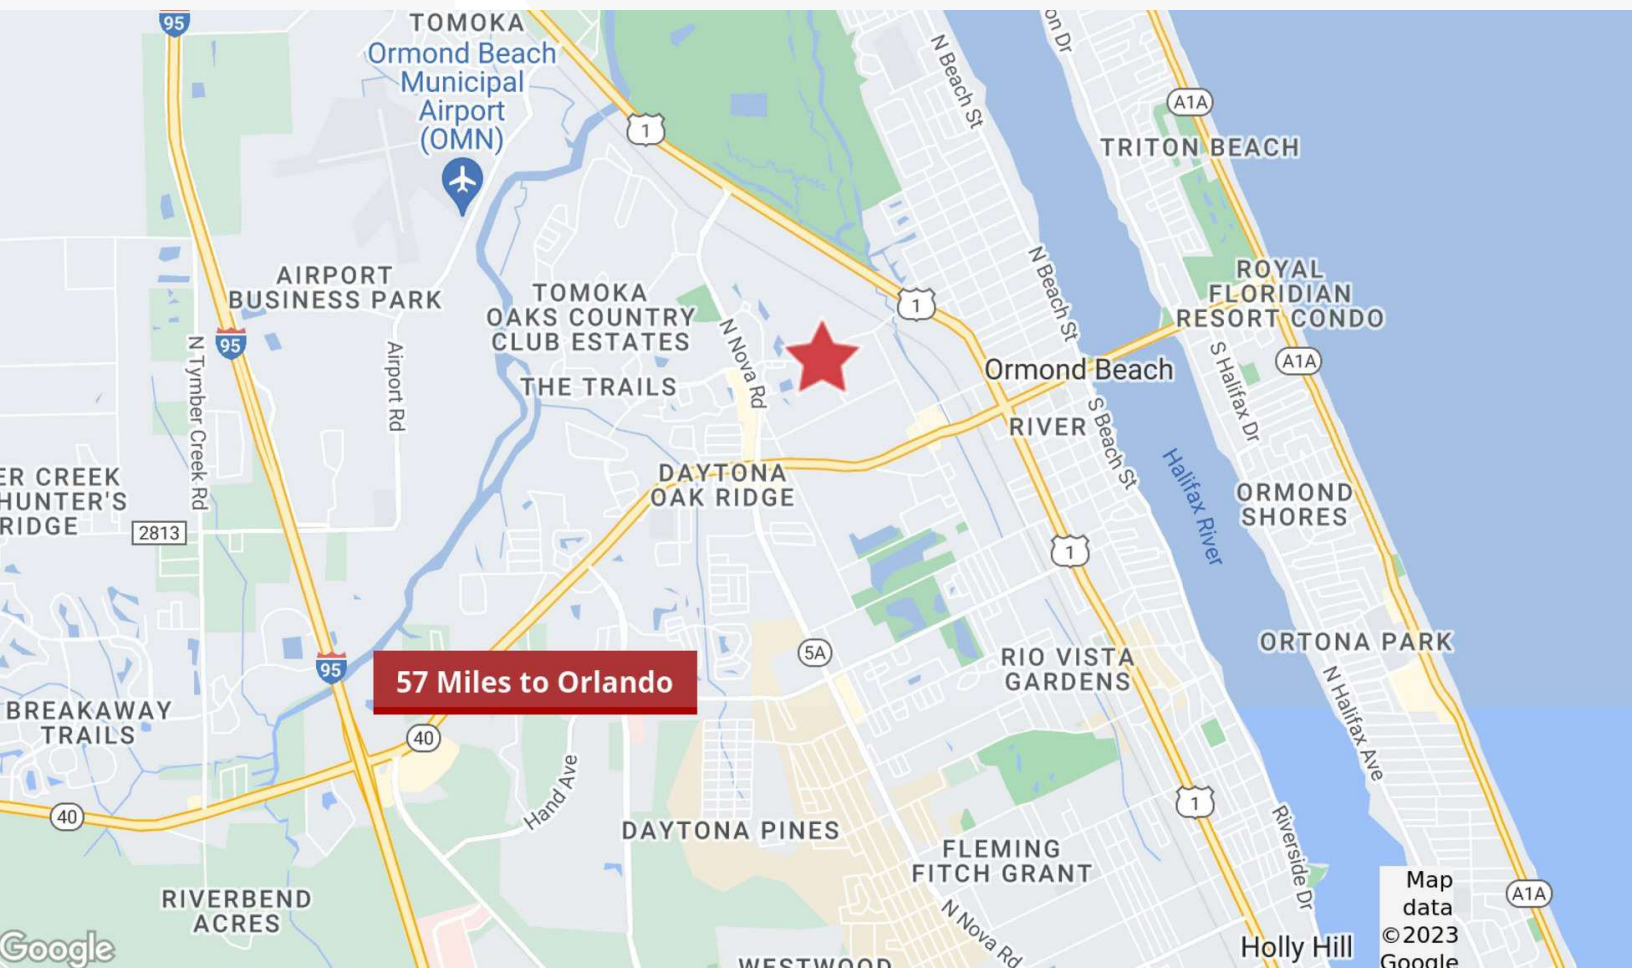 95
TOMOKA
Ormond Beach
Municipal
Airport
(OMN)
1
N Beach St
on Dr
A1A
TRITON BEACH
AIRPORT
BUSINESS PARK
TOMOKA
OAKS COUNTRY
CLUB ESTATES
THE TRAILS
N Nova Rd
1
N Beach St
ROYAL
FLORIDIAN
RESORT CONDO
95
N Tymber Creek Rd
Airport Rd
Ormond Beach
RIVER
S Beach St
S Halifax Dr
A1A
ER CREEK
HUNTER'S
RIDGE
2813
DAYTONA
OAK RIDGE
Halifax River
ORMOND
SHORES
1
95
57 Miles to Orlando
5A
RIO VISTA
GARDENS
ORTONA PARK
N Halifax Ave
BREAKAWAY
TRAILS
40
40
Hand Ave
DAYTONA PINES
1
FLEMING
FITCH GRANT
Riverside Dr
RIVERBEND
ACRES
N Nova Rd
Holly Hill
A1A
Google
WESTWOOD
Map
data
©2023
Google